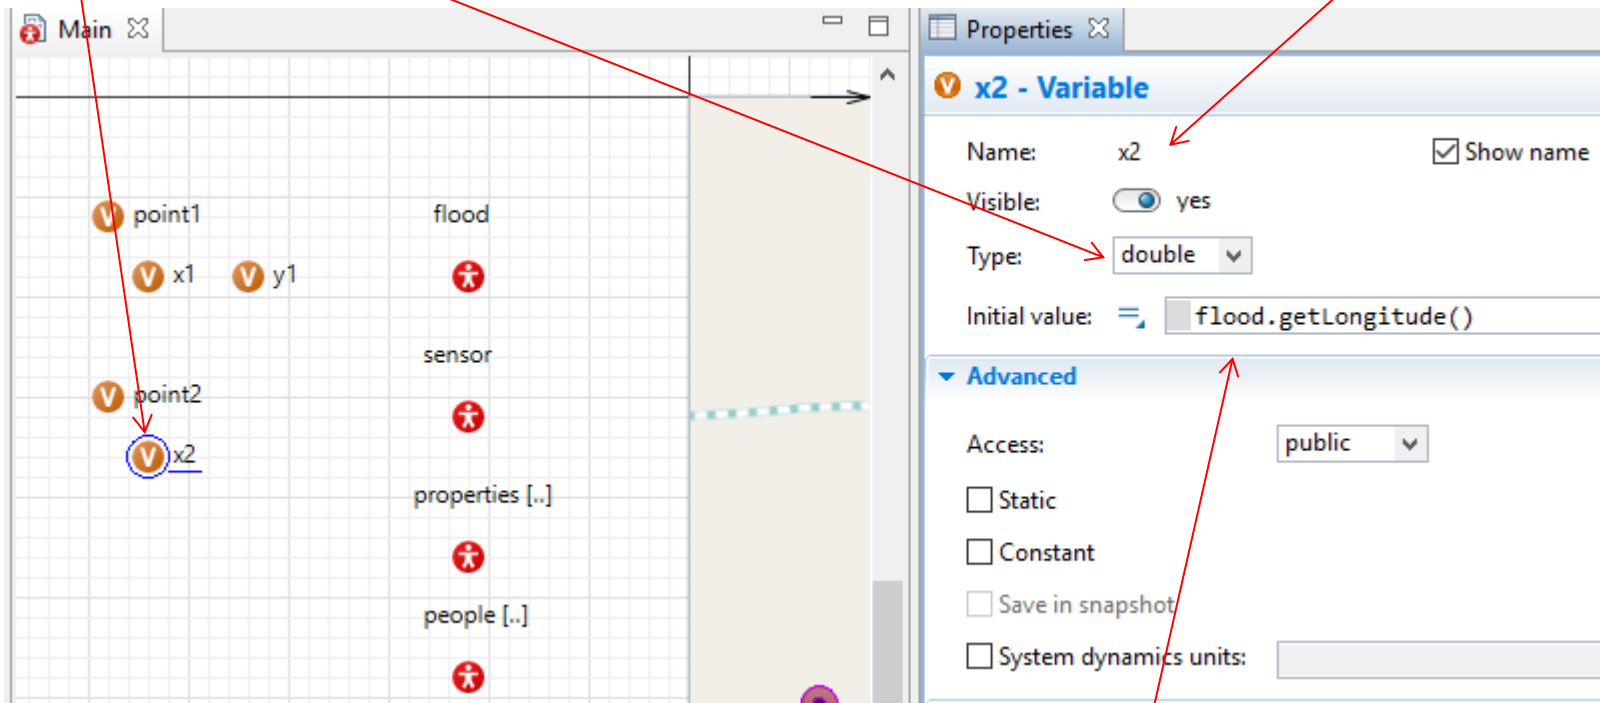 Main
point1
flood
x1
y1
sensor
point2
x2
properties [..]
people [..]
Properties
x2 - Variable
Name: x2 Show name
Visible: yes
Type: double
Initial value: flood.getLongitude()
Advanced
Access: public
Static
Constant
Save in snapshot
System dynamics units: